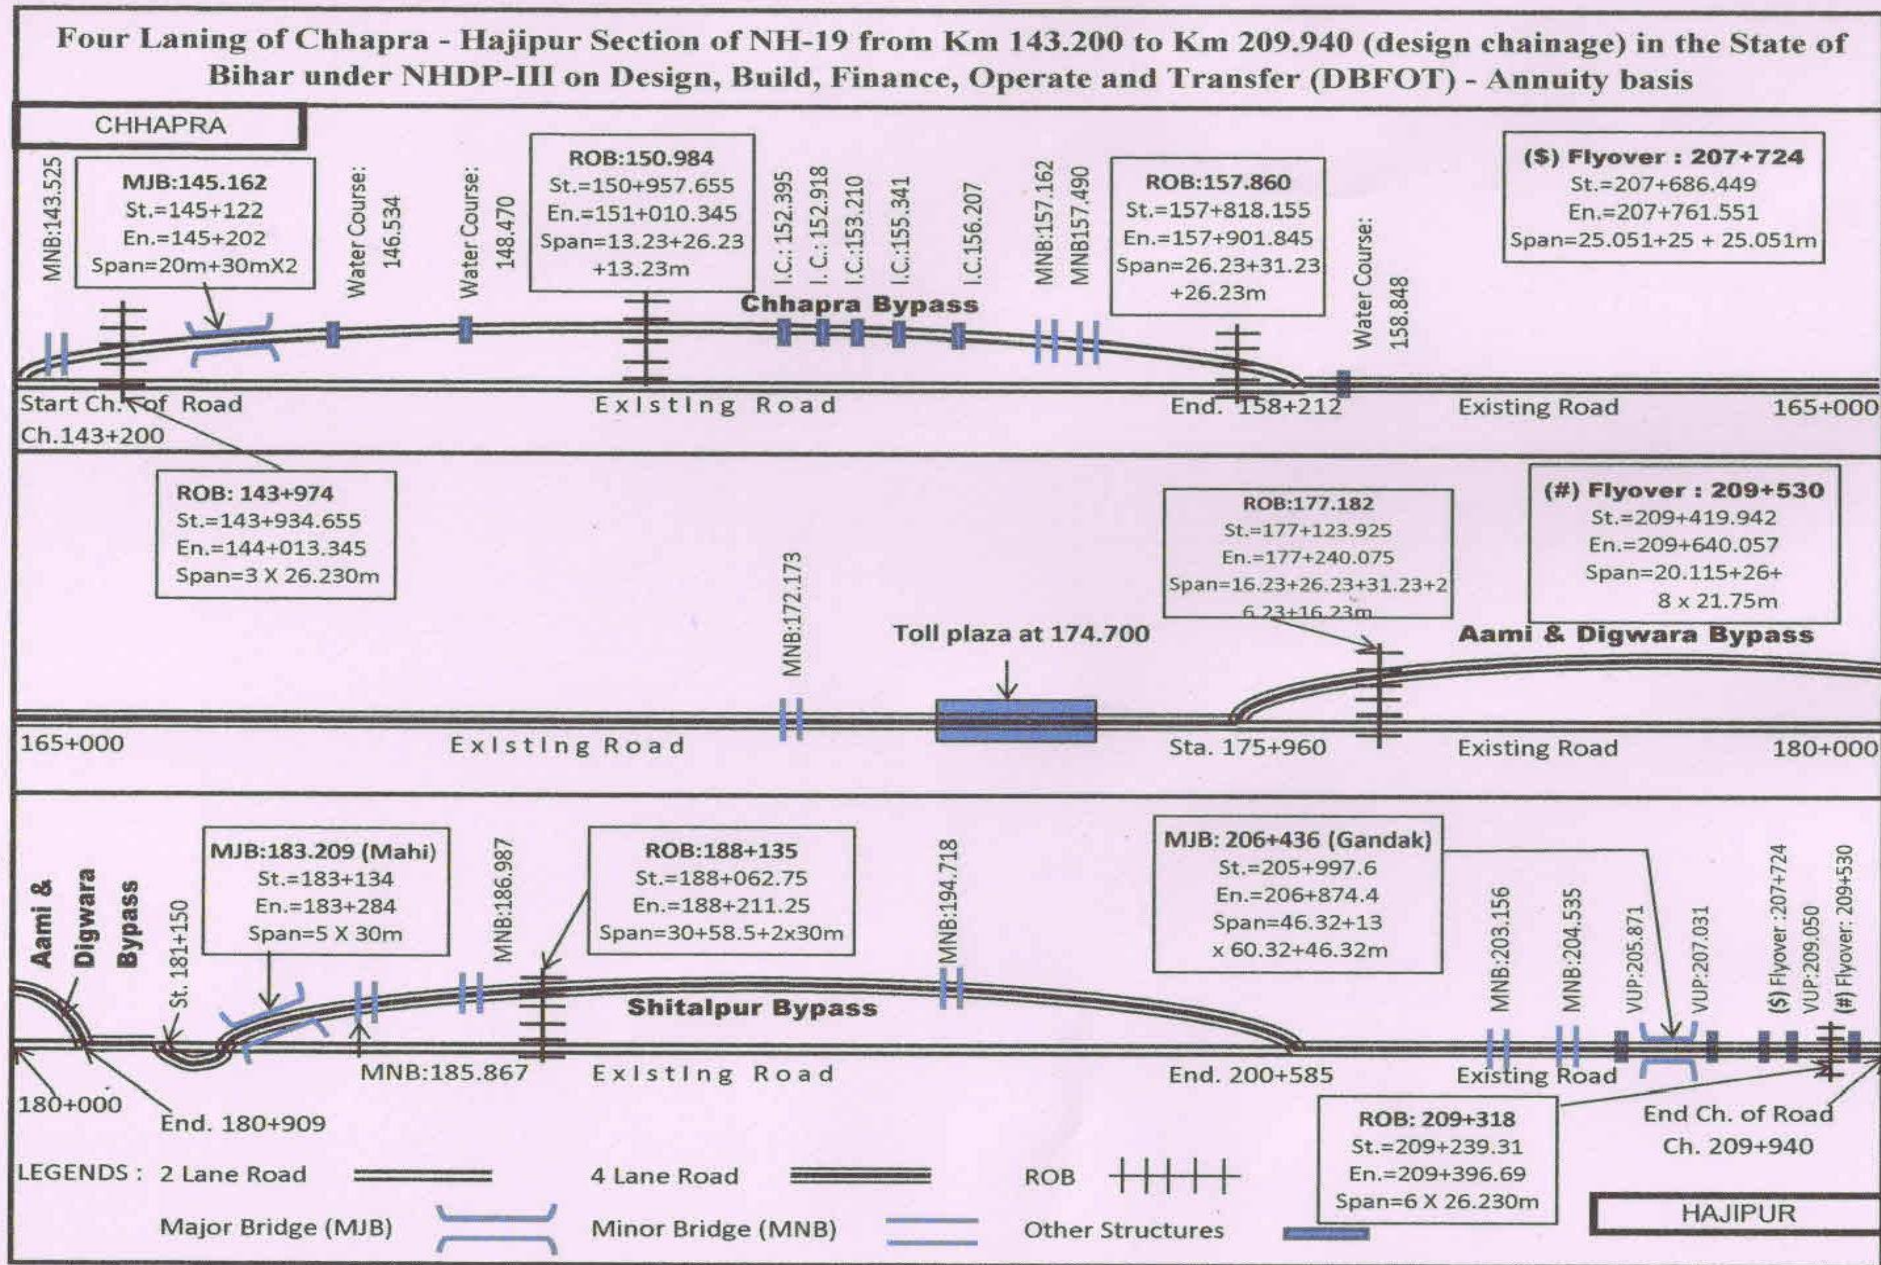 Four Laning of Chhapra - Hajipur Section of NH-19 from Km 143.200 to Km 209.940 (design chainage) in the State of
Bihar under NHDP-III on Design, Build, Finance, Operate and Transfer (DBFOT) - Annuity basis
CHHAPRA
MNB:143.525
MJB:145.162
St.=145+122
En.=145+202
Span=20m+30mX2
Water Course:
146.534
Water Course:
148.470
ROB:150.984
St.=150+957.655
En.=151+010.345
Span=13.23+26.23
+13.23m
I.C.: 152.395
I. C.: 152.918
I.C.:153.210
I.C.:155.341
I.C.156.207
MNB:157.162
MNB157.490
ROB:157.860
St.=157+818.155
En.=157+901.845
Span=26.23+31.23
+26.23m
Water Course:
158.848
($) Flyover : 207+724
St.=207+686.449
En.=207+761.551
Span=25.051+25 + 25.051m
Chhapra Bypass
Start Ch. of Road
Ch.143+200
Existing Road
End. 158+212
Existing Road
165+000
ROB: 143+974
St.=143+934.655
En.=144+013.345
Span=3 X 26.230m
MNB:172.173
Toll plaza at 174.700
ROB:177.182
St.=177+123.925
En.=177+240.075
Span=16.23+26.23+31.23+2
6.23+16.23m
(#) Flyover : 209+530
St.=209+419.942
En.=209+640.057
Span=20.115+26+
8 x 21.75m
Aami & Digwara Bypass
165+000
Existing Road
Sta. 175+960
Existing Road
180+000
Aami &
Digwara
Bypass
St. 181+150
MJB:183.209 (Mahi)
St.=183+134
En.=183+284
Span=5 X 30m
MNB:186.987
ROB:188+135
St.=188+062.75
En.=188+211.25
Span=30+58.5+2x30m
MNB:194.718
MJB: 206+436 (Gandak)
St.=205+997.6
En.=206+874.4
Span=46.32+13
x 60.32+46.32m
MNB:203.156
MNB:204.535
VUP:205.871
VUP:207.031
($) Flyover :207+724
VUP:209.050
(#) Flyover: 209+530
Shitalpur Bypass
180+000
End. 180+909
MNB:185.867
Existing Road
End. 200+585
Existing Road
ROB: 209+318
St.=209+239.31
En.=209+396.69
Span=6 X 26.230m
End Ch. of Road
Ch. 209+940
LEGENDS : 2 Lane Road
4 Lane Road
ROB
Major Bridge (MJB)
Minor Bridge (MNB)
Other Structures
HAJIPUR